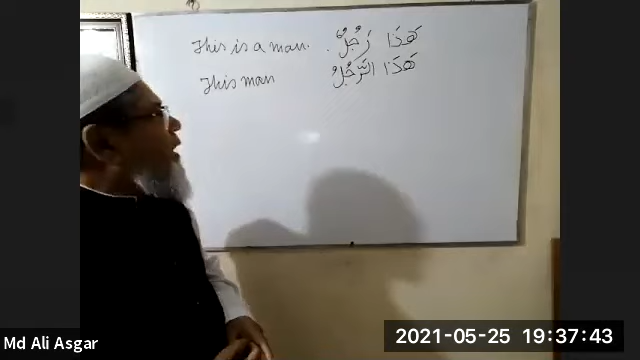 This is a man. هَذَا رَجُلٌ .
This man هَذَا الرَّجُلُ
Md Ali Asgar
2021-05-25 19:37:43